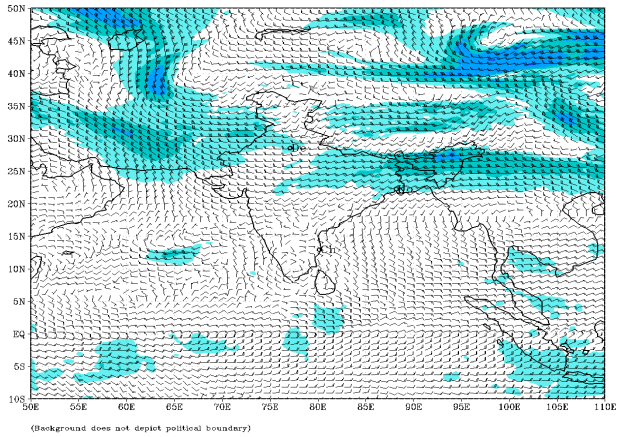 50N
45N
40N
35N
30N
25N
20N
15N
10N
5N
EQ
5S
10S
Ch
50E 55E 60E 65E 70E 75E 80E 85E 90E 95E 100E 105E 110E
(Background does not depict political boundary)